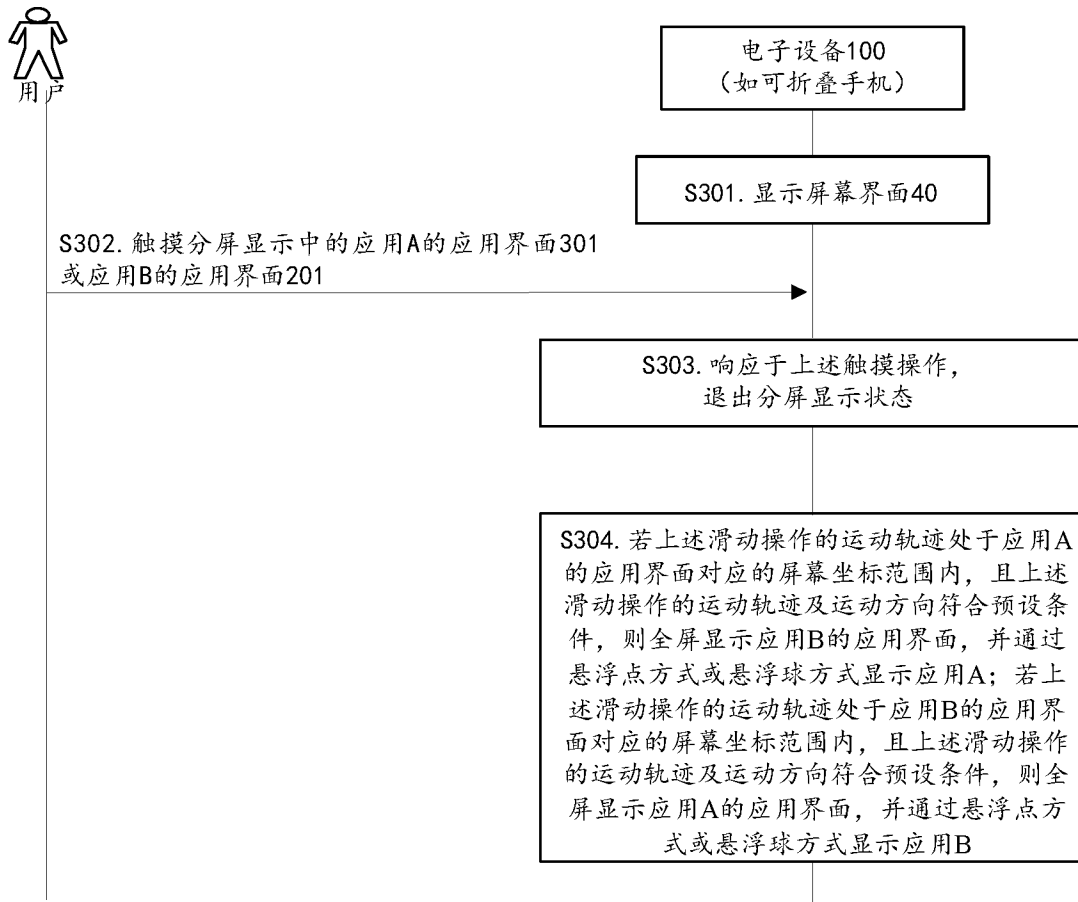 用户
电子设备100
（如可折叠手机）
S301.显示屏幕界面40
S302.触摸分屏显示中的应用A的应用界面301
或应用B的应用界面201
S303.响应于上述触摸操作，
退出分屏显示状态
S304.若上述滑动操作的运动轨迹处于应用A
的应用界面对应的屏幕坐标范围内，且上述
滑动操作的运动轨迹及运动方向符合预设条
件，则全屏显示应用B的应用界面，并通过
悬浮点方式或悬浮球方式显示应用A；若上
述滑动操作的运动轨迹处于应用B的应用界
面对应的屏幕坐标范围内，且上述滑动操作
的运动轨迹及运动方向符合预设条件，则全
屏显示应用A的应用界面，并通过悬浮点方
式或悬浮球方式显示应用B